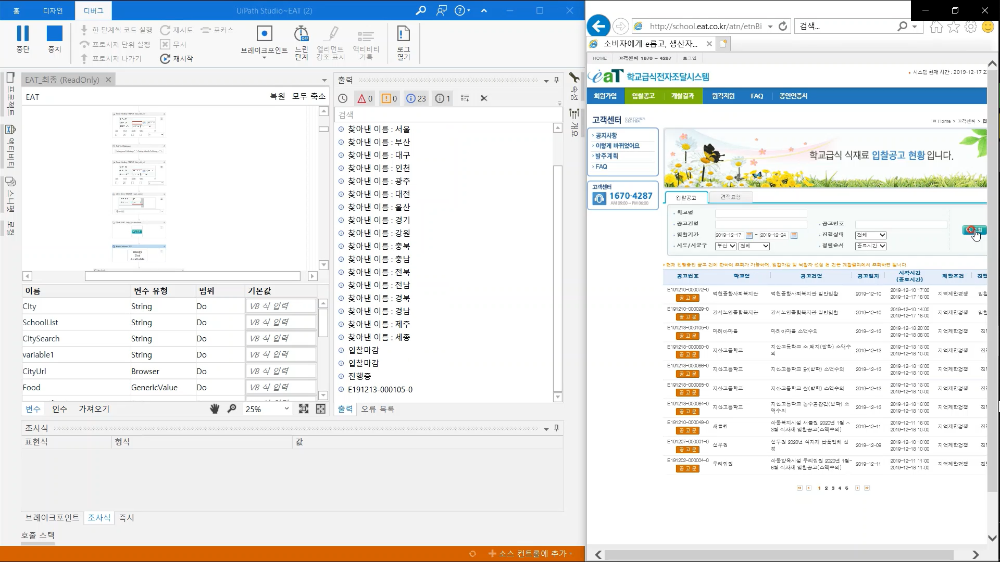 홈 디자인 디버그 UiPath Studio~EAT (2)
중단 중지 한 단계씩 코드 실행 재시도 포커스
프로시저 단위 실행 무시
프로시저 나가기 재시작
브레이크포인트 느린 단계 엘리먼트 강조 표시 액티비티 기록 로그 열기
프로젝트
액티비티
스니펫
로컬
EAT_최종 (ReadOnly)
EAT 복원 모두 축소
Image
Not
Available
이름 변수 유형 범위 기본값
CIty String Do VB 식 입력
SchoolList String Do VB 식 입력
CItySearch String Do VB 식 입력
variable1 String Do VB 식 입력
CityUrl Browser Do VB 식 입력
Food GenericValue Do VB 식 입력
변수 인수 가져오기 25%
출력
0 0 23 1
검색
찾아낸 이름 : 서울
찾아낸 이름 : 부산
찾아낸 이름 : 대구
찾아낸 이름 : 인천
찾아낸 이름 : 광주
찾아낸 이름 : 대전
찾아낸 이름 : 울산
찾아낸 이름 : 경기
찾아낸 이름 : 강원
찾아낸 이름 : 충북
찾아낸 이름 : 충남
찾아낸 이름 : 전북
찾아낸 이름 : 전남
찾아낸 이름 : 경북
찾아낸 이름 : 경남
찾아낸 이름 : 제주
찾아낸 이름 : 세종
입찰마감
입찰마감
진행중
E191213-000105-0
출력 오류 목록
속성
개요
조사식
표현식 형식 값
브레이크포인트 조사식 즉시
호출 스택
소스 컨트롤에 추가
http://school.eat.co.kr/atn/etnBi 검색...
소비자에게 e롭고, 생산자...
HOME 고객센터 1670 - 4287 로그인
eaT 학교급식전자조달시스템 시스템 현재 시간 : 2019-12-17 2
회원가입 입찰공고 개찰결과 원격지원 FAQ 공인인증서
고객센터 CUSTOMER CENTER Home > 고객센터 >
공지사항
이렇게 바뀌었어요
발주계획
FAQ
고객센터
1670·4287
AM 09:00 ~ PM 06:00
학교급식 식재료 입찰공고 현황입니다.
입찰공고 견적요청
학교명
공고건명 공고번호
입찰기간 2019-12-17 ~ 2019-12-24 진행상태 전체
시도/시군구 부산 전체 정렬순서 종료시간
조회
현재 진행중인 공고 건에 한하여 조회가 가능하며, 입찰마감 및 낙찰자 선정 된 건은 개찰결과에서 조회하면 됩니다.
공고번호 학교명 공고건명 공고일자 시작시간 (종료시간) 제한조건 진행
E191210-000072-0 덕천종합사회복지관 덕천종합사회복지관 일반입찰 2019-12-10 2019-12-10 17:00 2019-12-17 18:00 지역제한경쟁 입찰
공고문
E191210-000029-0 강서노인종합복지관 강서노인종합복지관 일반입찰 2019-12-10 2019-12-10 14:00 2019-12-17 18:00 지역제한경쟁 입찰
공고문
E191213-000105-0 마리아마을 마리아마을 소액수의 2019-12-13 2019-12-13 20:00 2019-12-18 08:00 지역제한경쟁 진행
공고문
E191213-000060-0 지산고등학교 지산고등학교 소,돼지(방학) 소액수의 2019-12-13 2019-12-13 13:00 2019-12-18 10:00 지역제한경쟁 진행
공고문
E191213-000066-0 지산고등학교 지산고등학교 닭(방학) 소액수의 2019-12-13 2019-12-13 13:00 2019-12-18 10:00 지역제한경쟁 진행
공고문
E191213-000065-0 지산고등학교 지산고등학교 쌀(방학) 소액수의 2019-12-13 2019-12-13 13:00 2019-12-18 10:00 지역제한경쟁 진행
공고문
E191213-000064-0 지산고등학교 지산고등학교 농수공잡김(방학) 소액수의 2019-12-13 2019-12-13 13:00 2019-12-18 10:00 지역제한경쟁 진행
공고문
E191210-000049-0 새들원 아동복지시설 새들원 2020년 1월 ~ 3월 식자재 입찰공고(소액수의) 2019-12-11 2019-12-11 16:00 2019-12-18 10:00 지역제한경쟁 진행
공고문
E191207-000001-0 성우원 성우원 2020년 식자재 납품업체 선정 2019-12-09 2019-12-10 10:00 2019-12-18 10:00 지역제한경쟁 진행
공고문
E191202-000004-0 우리집원 아동양육시설 우리집원 2020년 1월-6월 식자재 입찰공고(소액수의) 2019-12-11 2019-12-11 11:00 2019-12-18 11:00 지역제한경쟁 진행
공고문
1 2 3 4 5